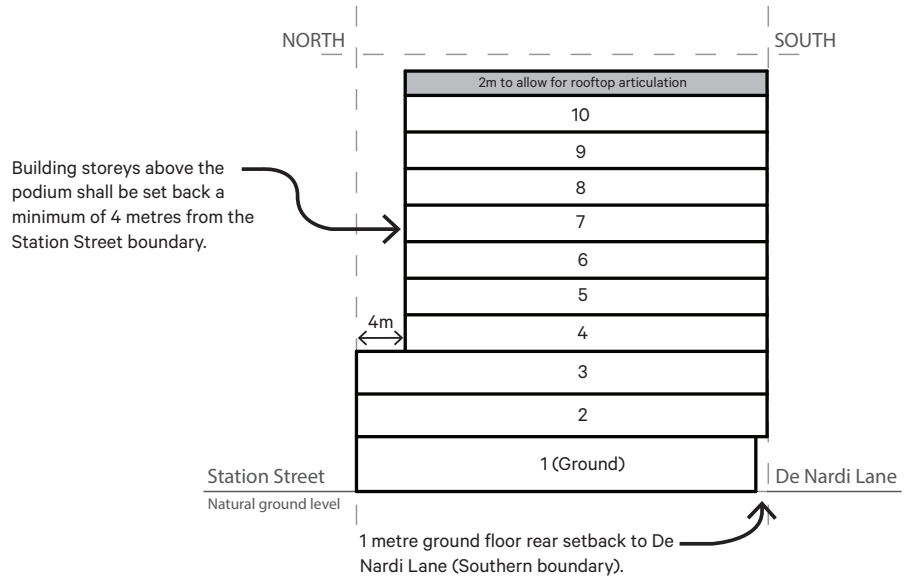 NORTH
SOUTH
2m to allow for rooftop articulation
10
9
8
7
6
5
4
3
2
1 (Ground)
Building storeys above the
podium shall be set back a
minimum of 4 metres from the
Station Street boundary.
4m
Station Street
Natural ground level
De Nardi Lane
1 metre ground floor rear setback to De
Nardi Lane (Southern boundary).